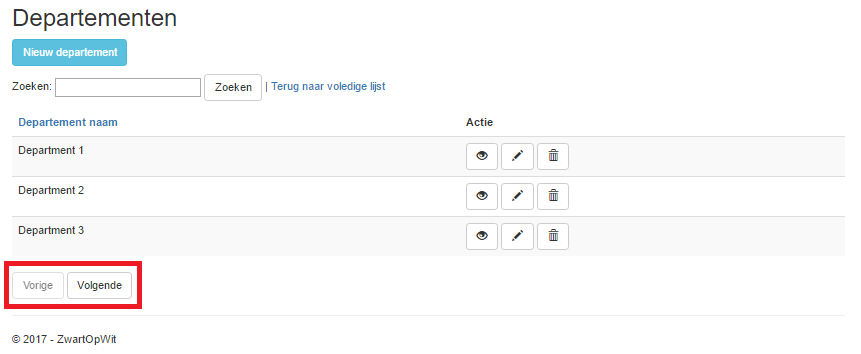 Departementen
Nieuw departement
Zoeken: Zoeken | Terug naar voledige lijst
Departement naam Actie
Department 1
Department 2
Department 3
Vorige Volgende
© 2017 - ZwartOpWit